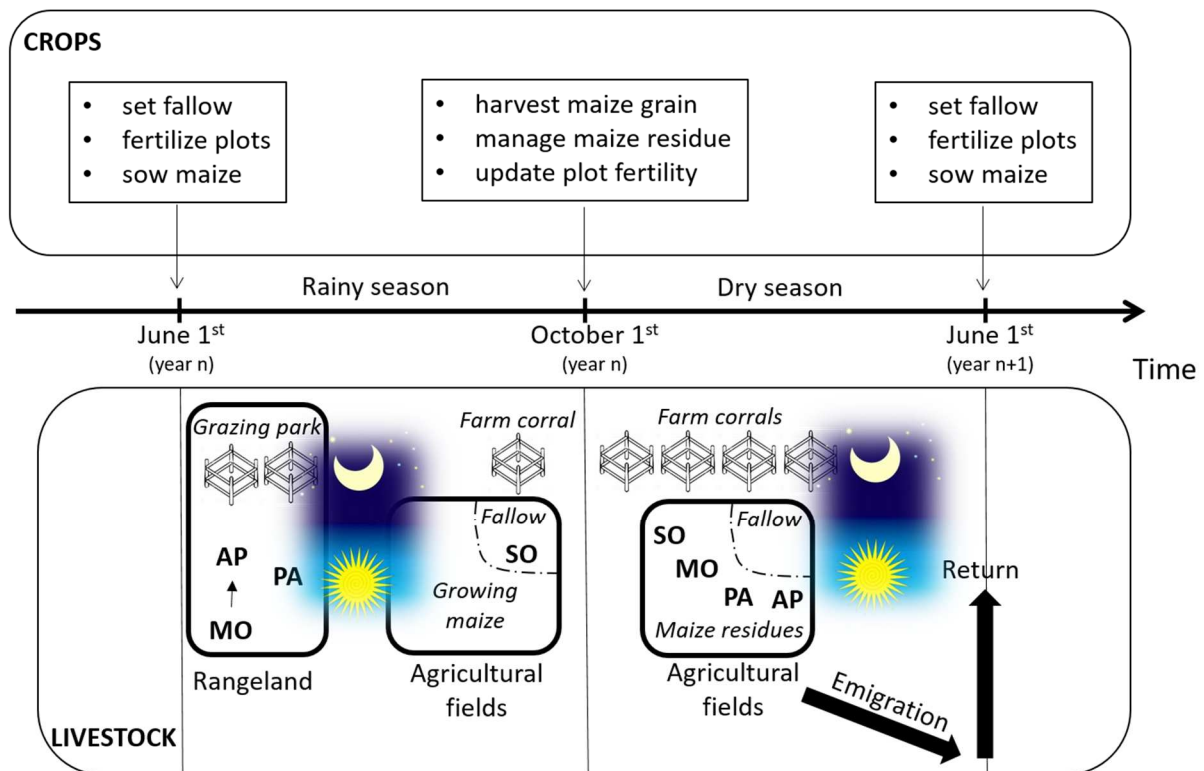 CROPS
• set fallow
• fertilize plots
• sow maize
• harvest maize grain
• manage maize residue
• update plot fertility
• set fallow
• fertilize plots
• sow maize
Rainy season
Dry season
June 1st
(year n)
October 1st
(year n)
June 1st
(year n+1)
Time
Grazing park
AP
PA
MO
Rangeland
Farm corral
Fallow
SO
Growing
maize
Agricultural
fields
Farm corrals
Fallow
SO
MO
PA
AP
Maize residues
Agricultural
fields
Emigration
Return
LIVESTOCK